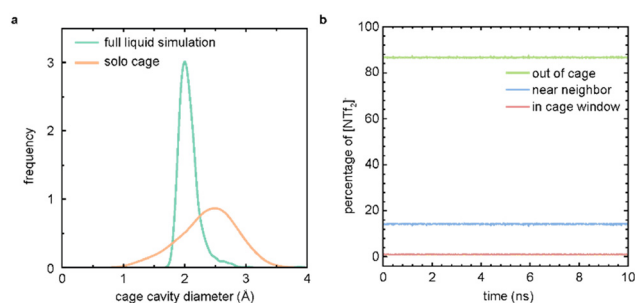 a
full liquid simulation
solo cage
frequency
3
2
1
0
0
1
2
3
4
cage cavity diameter (Å)
b
percentage of [NTf₂]⁻
100
80
60
40
20
0
out of cage
near neighbor
in cage window
0
2
4
6
8
10
time (ns)